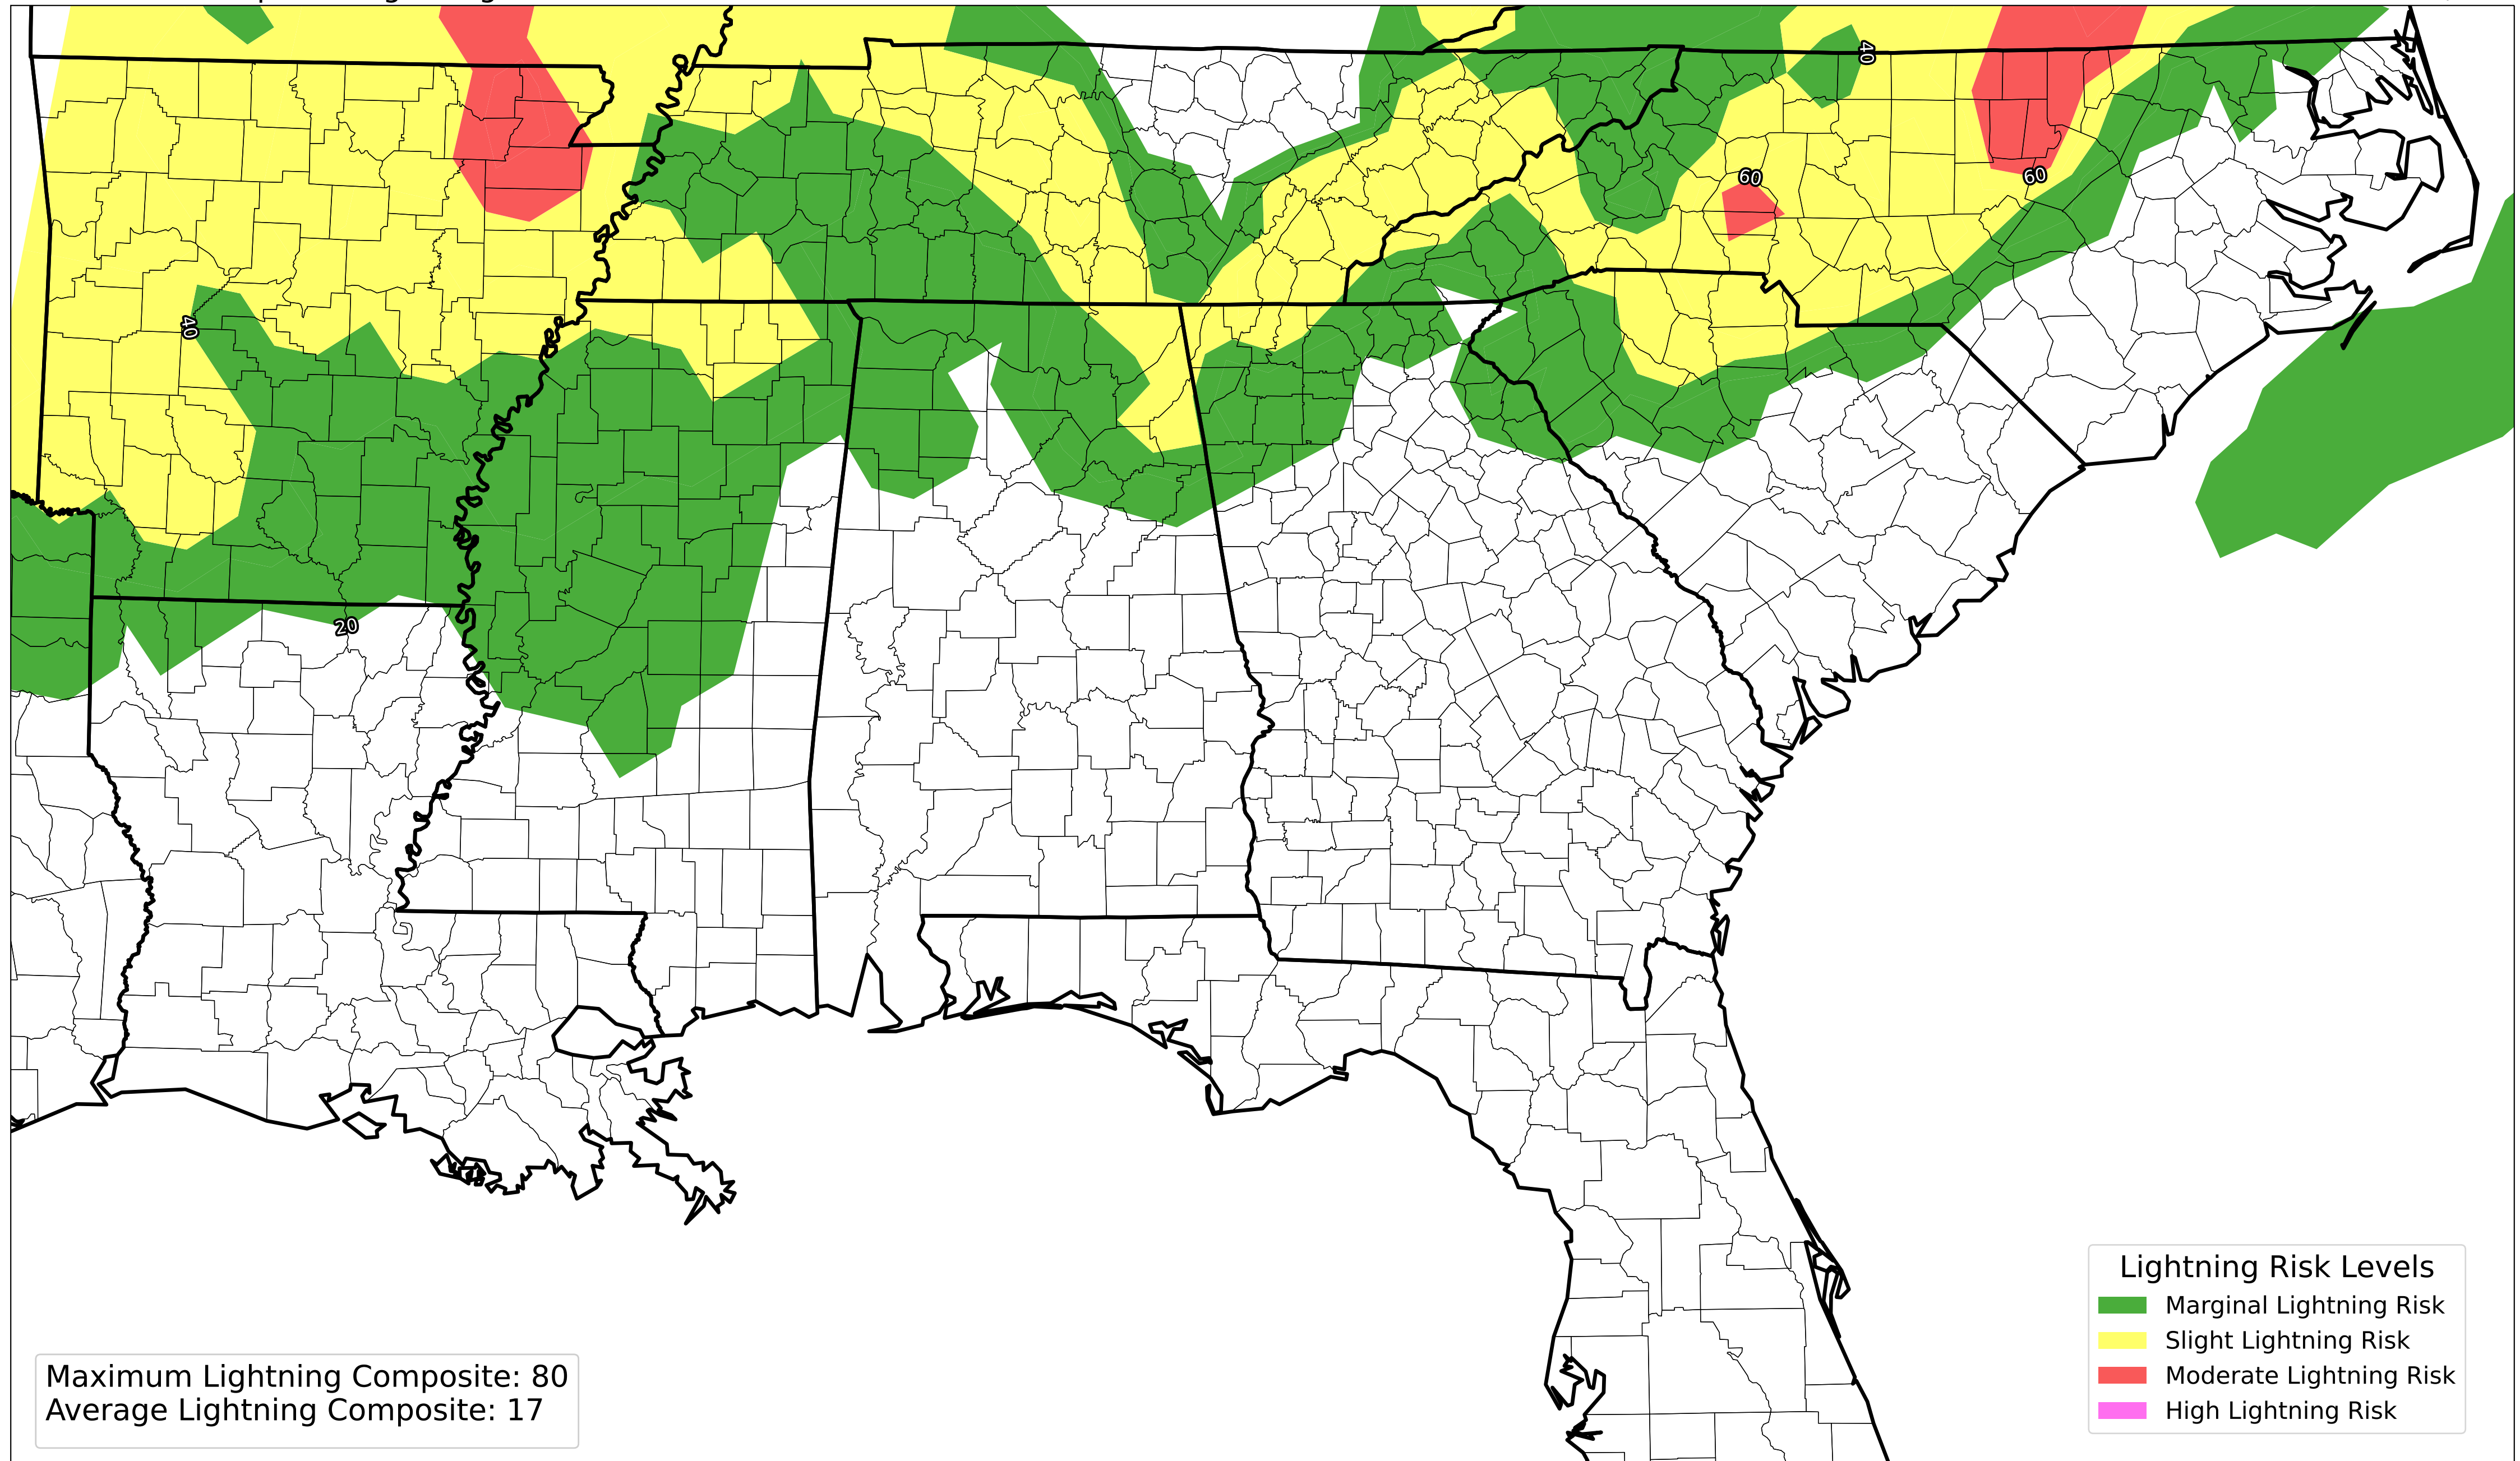 40
60
60
40
20
Lightning Risk Levels
Marginal Lightning Risk
Slight Lightning Risk
Moderate Lightning Risk
High Lightning Risk
Maximum Lightning Composite: 80
Average Lightning Composite: 17